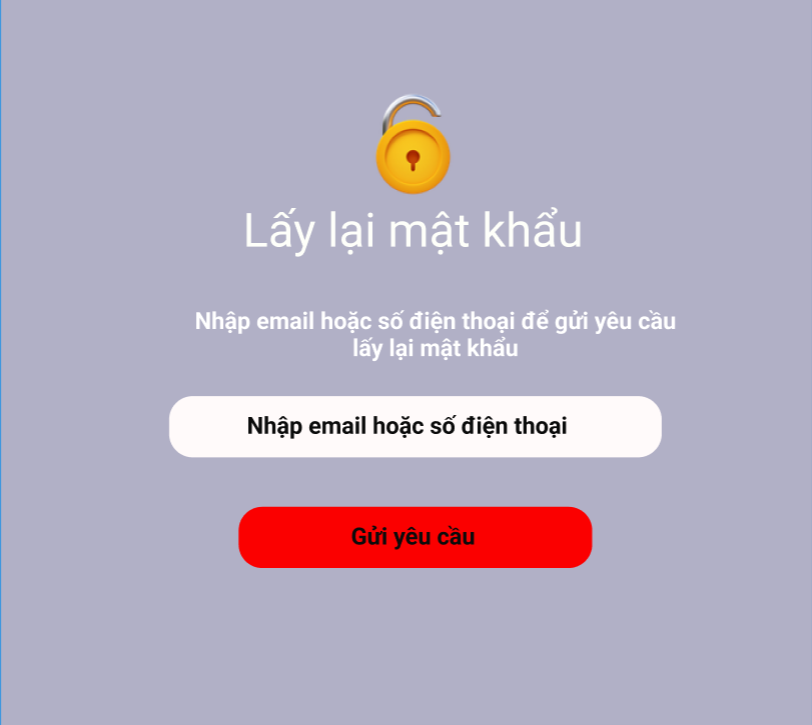 Lấy lại mật khẩu
Nhập email hoặc số điện thoại để gửi yêu cầu
lấy lại mật khẩu
Nhập email hoặc số điện thoại
Gửi yêu cầu